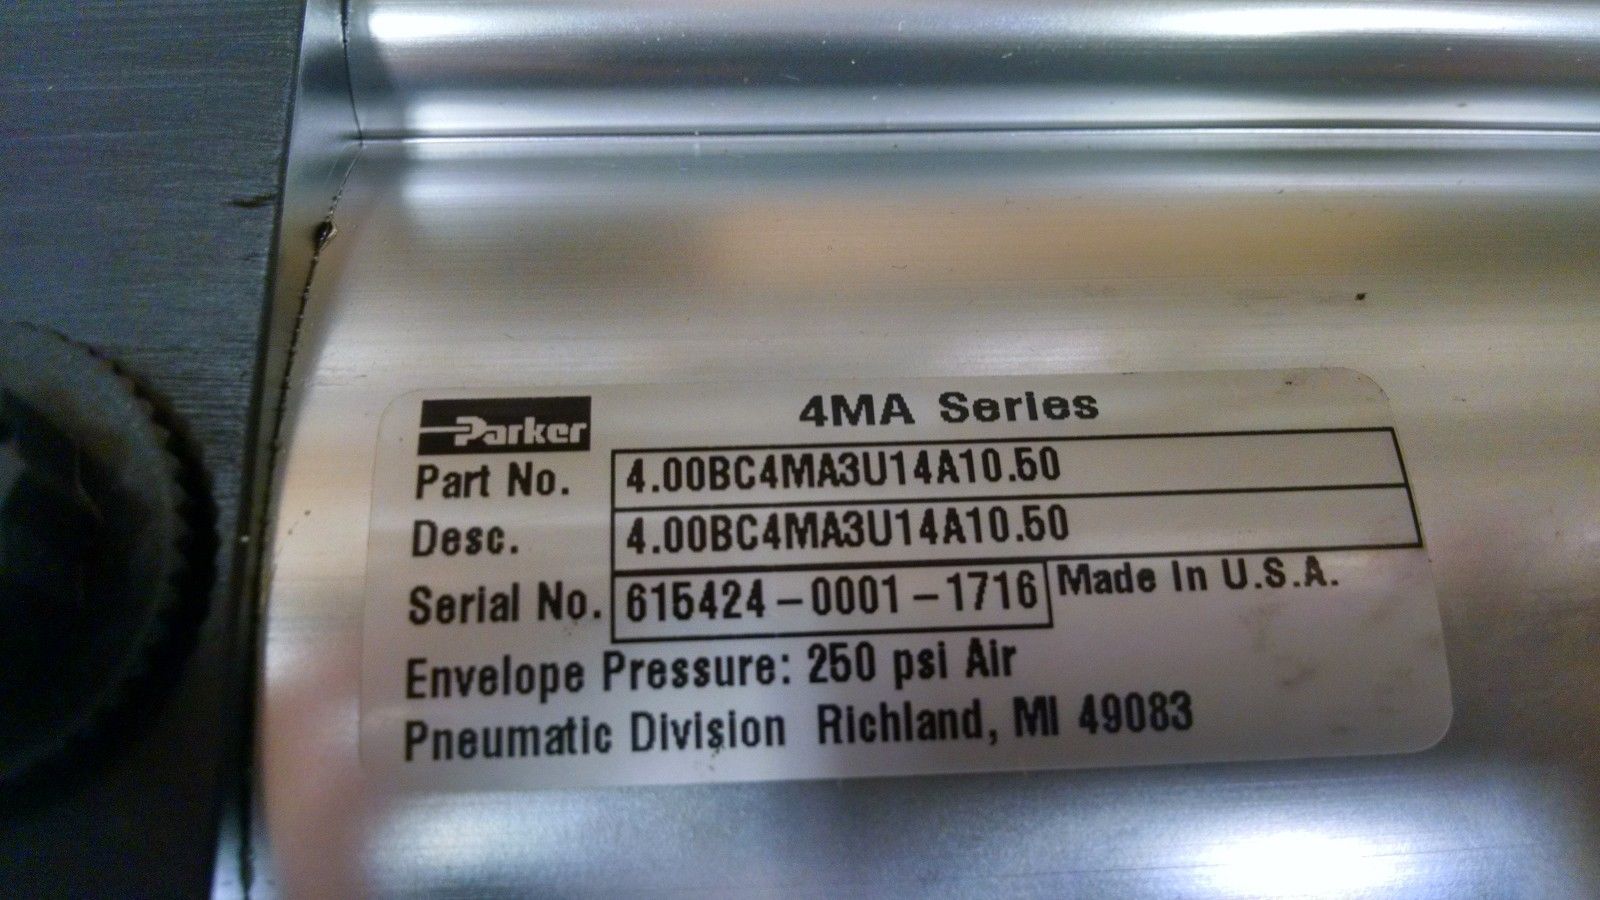 Parker 4MA Series
Part No. 4.00BC4MA3U14A10.50
Desc. 4.00BC4MA3U14A10.50
Serial No. 615424-0001-1716 Made In U.S.A.
Envelope Pressure: 250 psi Air
Pneumatic Division Richland, MI 49083